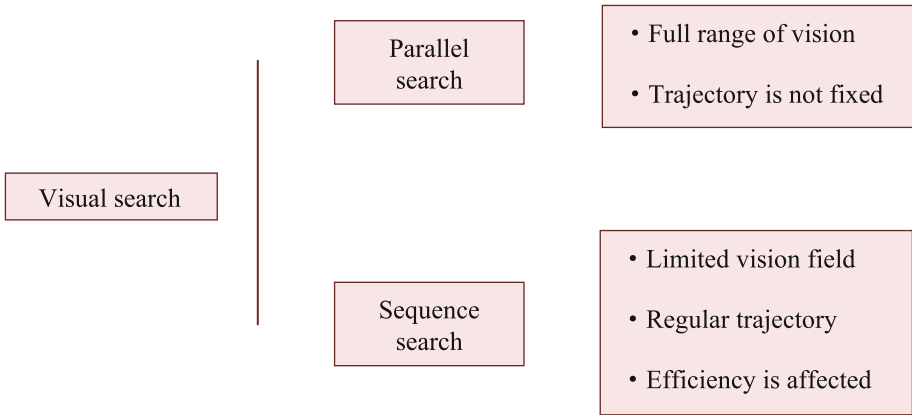 Visual search
Parallel
search
• Full range of vision
• Trajectory is not fixed
Sequence
search
• Limited vision field
• Regular trajectory
• Efficiency is affected